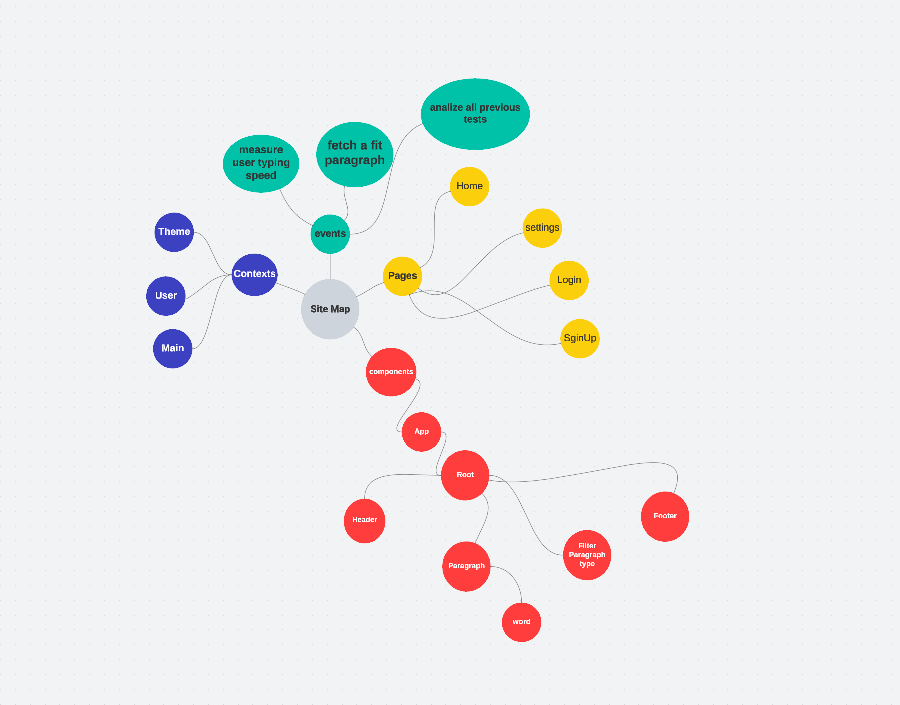 analize all previous
tests
fetch a fit
paragraph
measure
user typing
speed
Home
settings
Theme
events
Contexts
Pages
Login
User
Site Map
SginUp
Main
components
App
Root
Header
Footer
Filter
Paragraph
typo
Paragraph
word